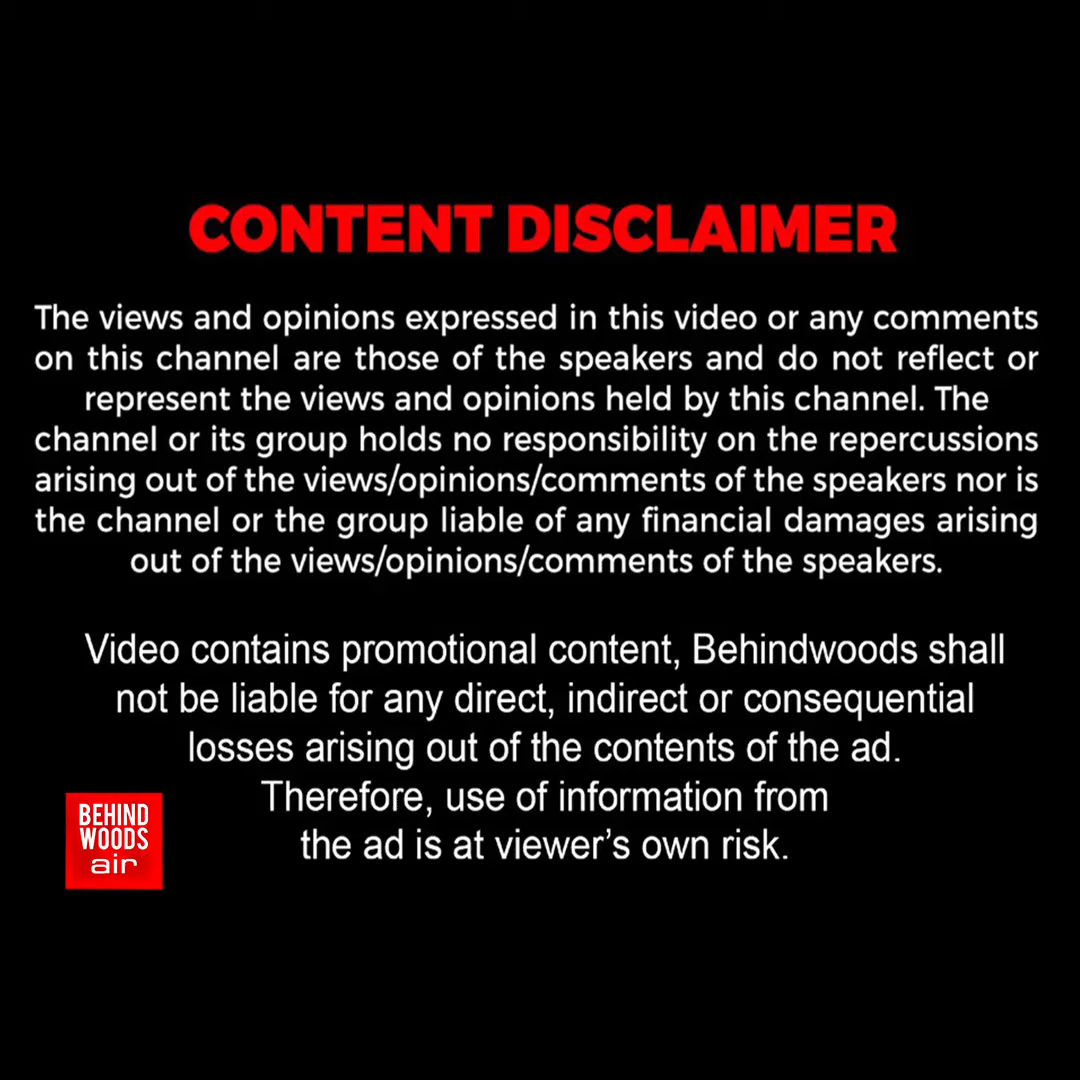 CONTENT DISCLAIMER
The views and opinions expressed in this video or any comments
on this channel are those of the speakers and do not reflect or
represent the views and opinions held by this channel. The
channel or its group holds no responsibility on the repercussions
arising out of the views/opinions/comments of the speakers nor is
the channel or the group liable of any financial damages arising
out of the views/opinions/comments of the speakers.
Video contains promotional content, Behindwoods shall
not be liable for any direct, indirect or consequential
losses arising out of the contents of the ad.
Therefore, use of information from
the ad is at viewer’s own risk.
BEHIND
WOODS
air